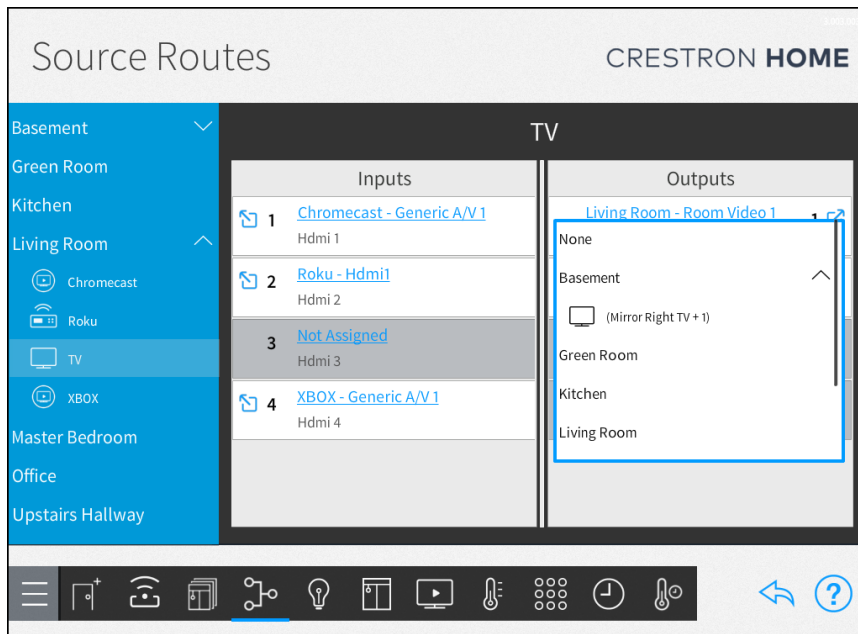 Source Routes
CRESTRON HOME
Basement
Green Room
Kitchen
Living Room
Chromecast
Roku
TV
XBOX
Master Bedroom
Office
Upstairs Hallway
TV
Inputs
1 Chromecast - Generic A/V 1
Hdmi 1
2 Roku - Hdmi1
Hdmi 2
3 Not Assigned
Hdmi 3
4 XBOX - Generic A/V 1
Hdmi 4
Outputs
Living Room - Room Video 1 1
None
Basement
(Mirror Right TV + 1)
Green Room
Kitchen
Living Room
?